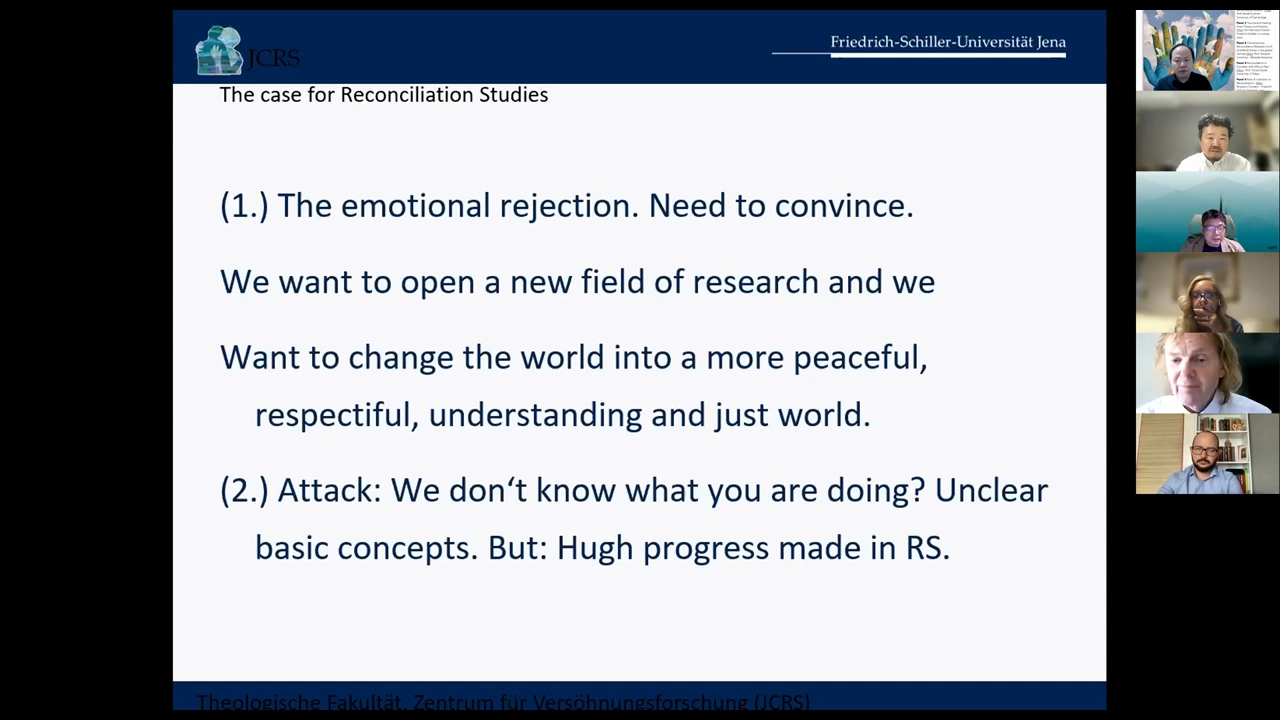 JCRS
Friedrich-Schiller-Universität Jena
The case for Reconciliation Studies
(1.) The emotional rejection. Need to convince.
We want to open a new field of research and we
Want to change the world into a more peaceful,
respectiful, understanding and just world.
(2.) Attack: We don‘t know what you are doing? Unclear
basic concepts. But: Hugh progress made in RS.
Theologische Fakultät, Zentrum für Versöhnungsforschung (JCRS)